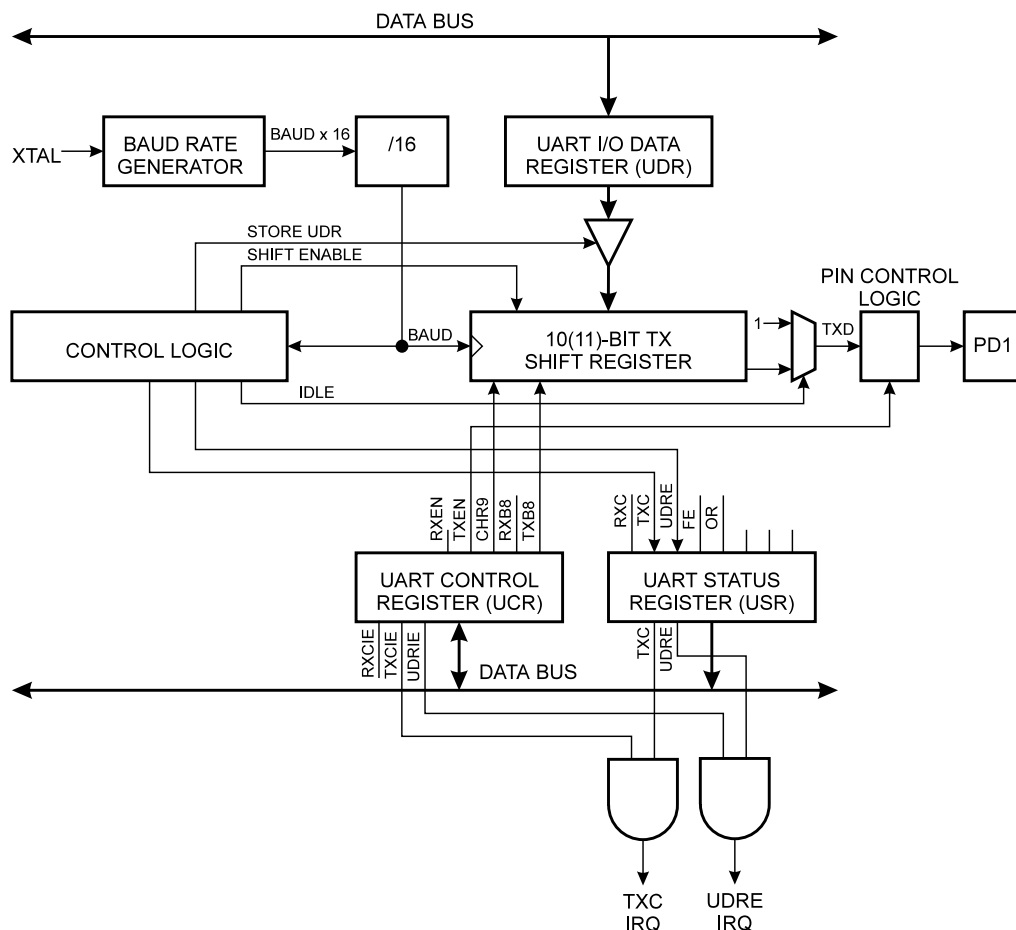 DATA BUS
XTAL
BAUD RATE
GENERATOR
BAUD x 16
/16
UART I/O DATA
REGISTER (UDR)
STORE UDR
SHIFT ENABLE
PIN CONTROL
LOGIC
CONTROL LOGIC
BAUD
10(11)-BIT TX
SHIFT REGISTER
1
TXD
PD1
IDLE
RXEN
TXEN
CHR9
RXB8
TXB8
RXC
TXC
UDRE
FE
OR
UART CONTROL
REGISTER (UCR)
UART STATUS
REGISTER (USR)
RXCIE
TXCIE
UDRIE
TXC
UDRE
DATA BUS
TXC
IRQ
UDRE
IRQ